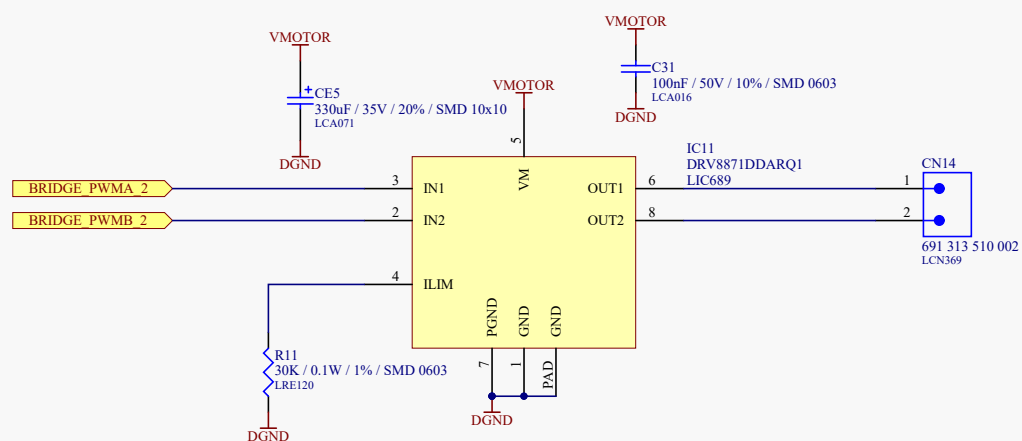 VMOTOR
CE5
330uF / 35V / 20% / SMD 10x10
LCA071
DGND
VMOTOR
C31
100nF / 50V / 10% / SMD 0603
LCA016
DGND
VMOTOR
5
VM
IC11
DRV8871DDARQ1
LIC689
CN14
BRIDGE_PWMA_2
3
IN1
OUT1
6
1
BRIDGE_PWMB_2
2
IN2
OUT2
8
2
691 313 510 002
LCN369
4
ILIM
PGND
GND
GND
7
1
PAD
DGND
R11
30K / 0.1W / 1% / SMD 0603
LRE120
DGND